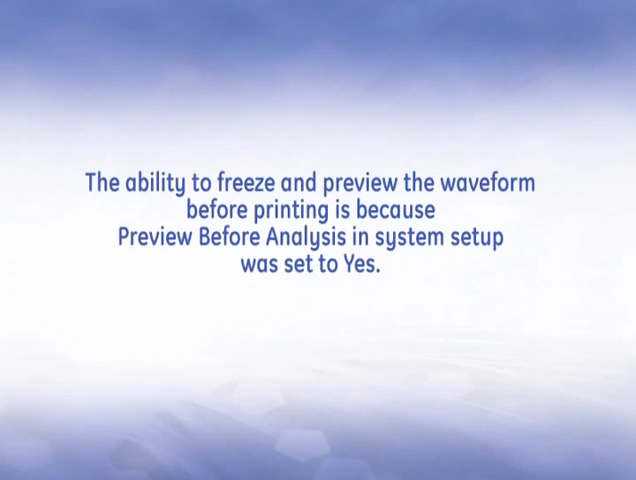 The ability to freeze and preview the waveform
before printing is because
Preview Before Analysis in system setup
was set to Yes.